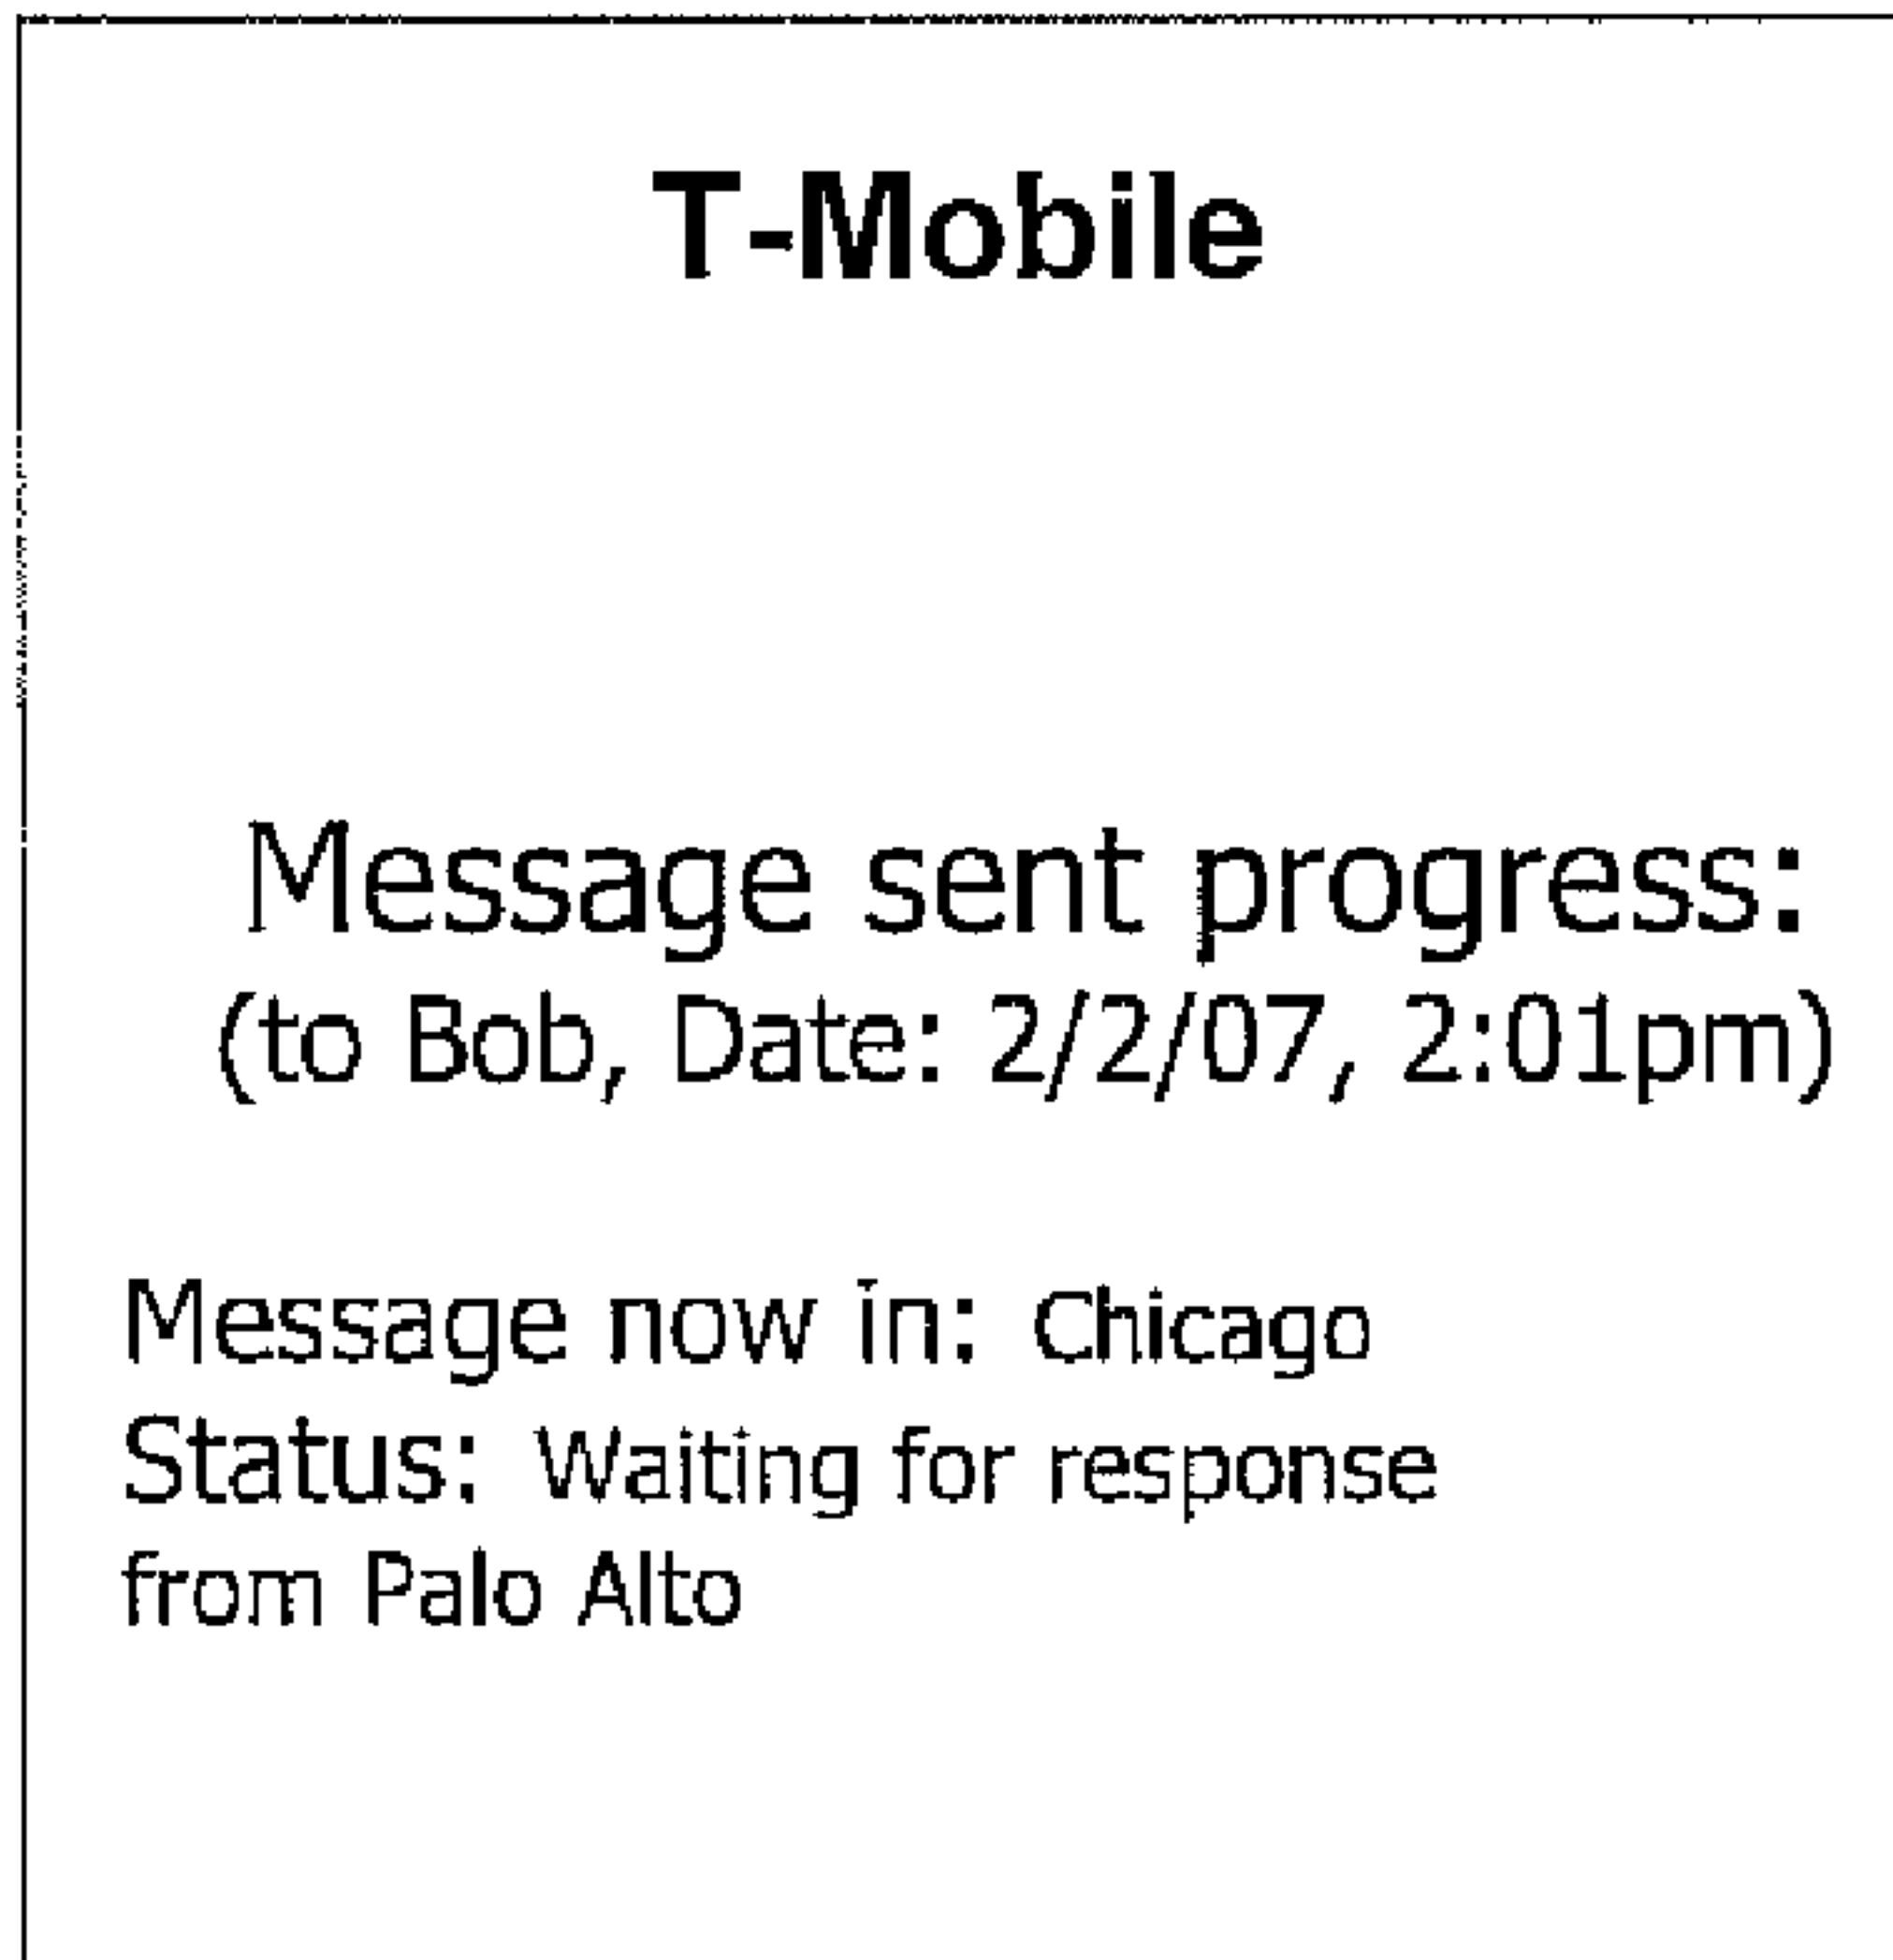 T-Mobile
Message sent progress:
(to Bob, Date: 2/2/07, 2:01pm)
Message now in: Chicago
Status: Waiting for response
from Palo Alto